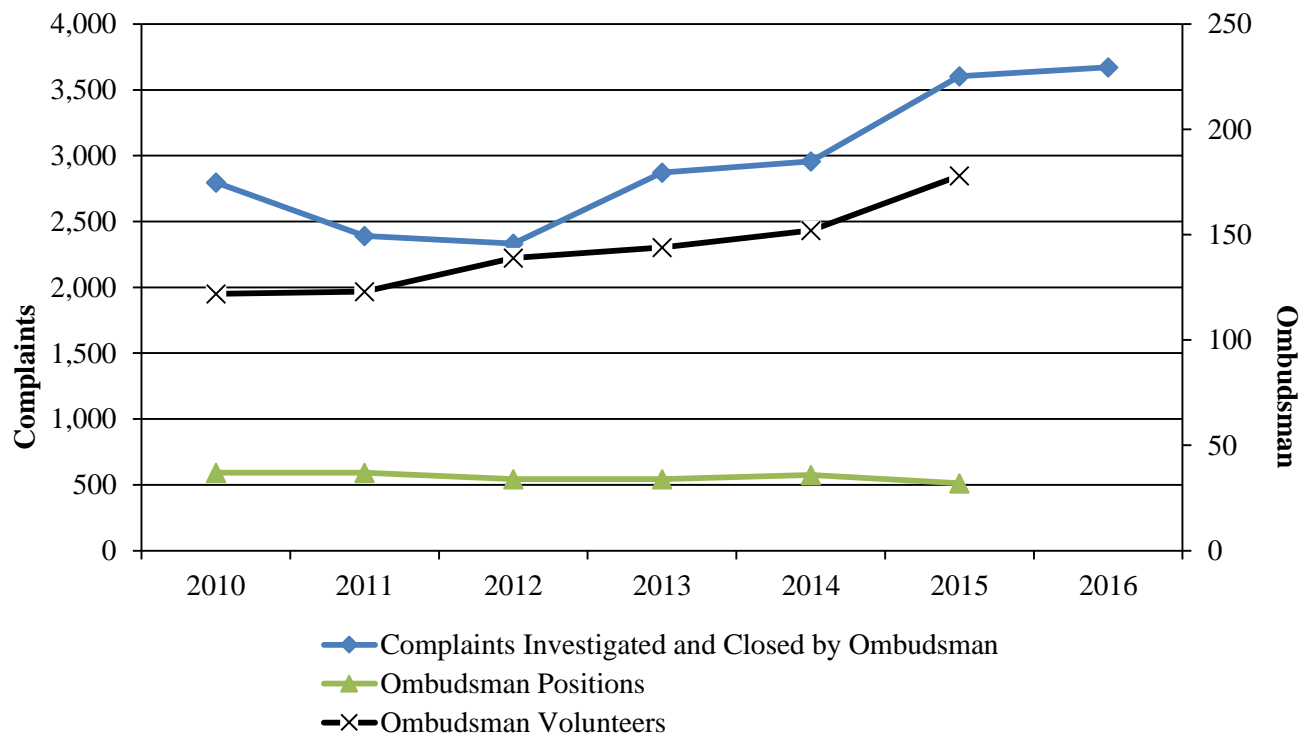 4,000
3,500
3,000
2,500
2,000
1,500
1,000
500
0
Complaints
250
200
150
100
50
0
Ombudsman
2010 2011 2012 2013 2014 2015 2016
Complaints Investigated and Closed by Ombudsman
Ombudsman Positions
Ombudsman Volunteers